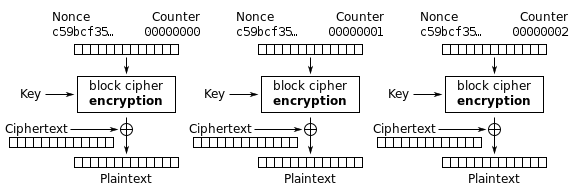 Nonce Counter
c59bcf35… 00000000
Nonce Counter
c59bcf35… 00000001
Nonce Counter
c59bcf35… 00000002
Key
block cipher
encryption
Key
block cipher
encryption
Key
block cipher
encryption
Ciphertext
Ciphertext
Ciphertext
Plaintext
Plaintext
Plaintext